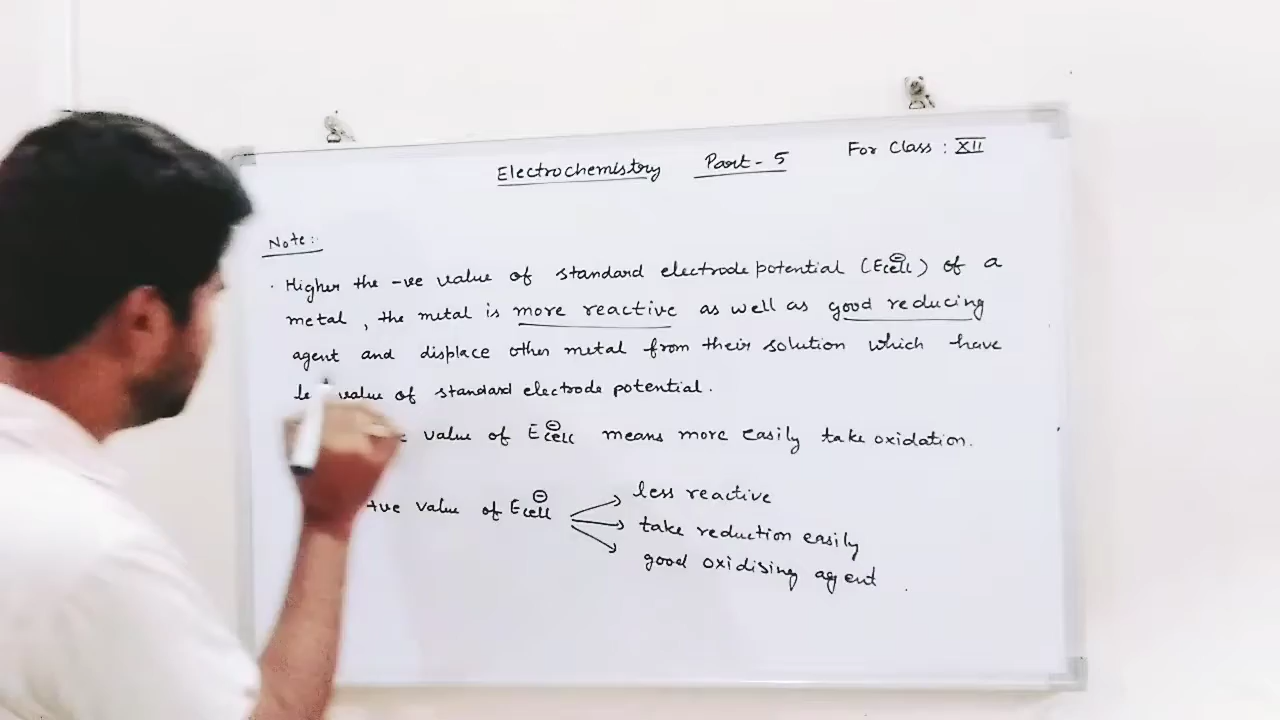 Electrochemistry Part - 5
For Class : XII
Note :-
· Higher the -ve value of standard electrode potential (E⊖cell) of a
metal , the metal is more reactive as well as good reducing
agent and displace other metal from their solution which have
value of standard electrode potential .
value of E⊖cell means more easily take oxidation .
+ve value of E⊖cell
less reactive
take reduction easily
good oxidising agent .